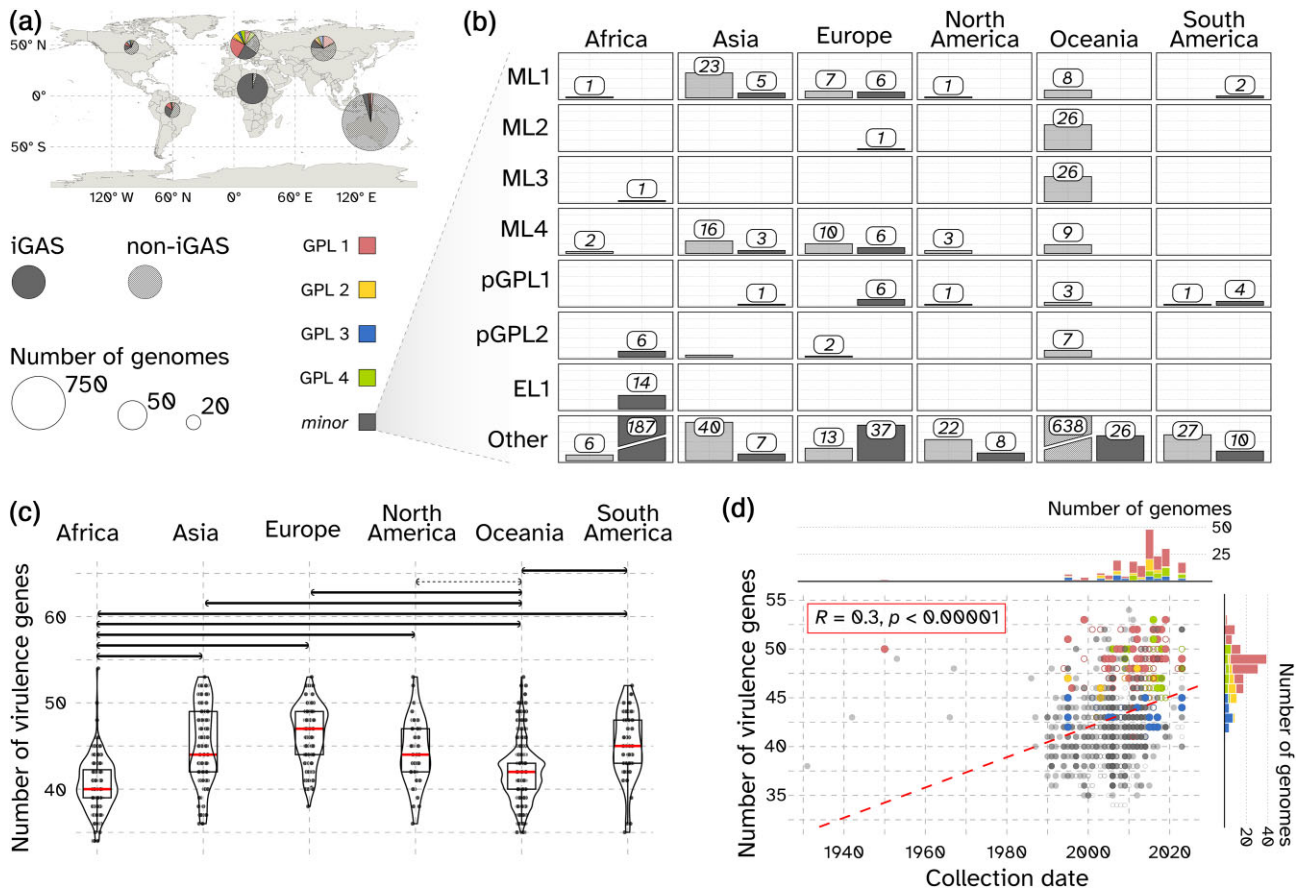 (a)
50° N
0°
50° S
120° W
60° N
0°
60° E
120° E
iGAS
non-iGAS
GPL 1
GPL 2
GPL 3
GPL 4
minor
Number of genomes
750
50
20
(b)
Africa
Asia
Europe
North
America
Oceania
South
America
ML1
1
23
5
7
6
1
8
2
ML2
1
26
ML3
1
26
ML4
2
16
3
10
6
3
9
pGPL1
1
6
1
3
1
4
pGPL2
6
2
7
EL1
14
Other
6
187
40
7
13
37
22
8
638
26
27
10
(c)
Africa
Asia
Europe
North
America
Oceania
South
America
Number of virulence genes
60
50
40
(d)
Number of genomes
50
25
Number of virulence genes
55
50
45
40
35
R = 0.3, p < 0.00001
1940
1960
1980
2000
2020
Collection date
20
40
Number of genomes